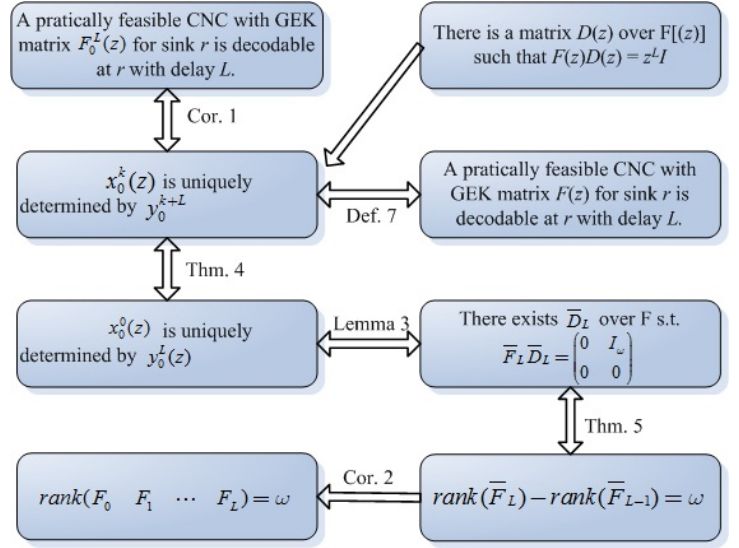 A pratically feasible CNC with GEK
matrix F_0^L(z) for sink r is decodable
at r with delay L.
There is a matrix D(z) over F[(z)]
such that F(z)D(z) = z^L I
Cor. 1
x_0^k(z) is uniquely
determined by y_0^{k+L}
Def. 7
A pratically feasible CNC with
GEK matrix F(z) for sink r is
decodable at r with delay L.
Thm. 4
x_0^0(z) is uniquely
determined by y_0^L(z)
Lemma 3
There exists D̅_L over F s.t.
F̅_L D̅_L = (0 I_ω
0 0)
Thm. 5
rank(F_0 F_1 ⋯ F_L) = ω
Cor. 2
rank(F̅_L) − rank(F̅_{L−1}) = ω